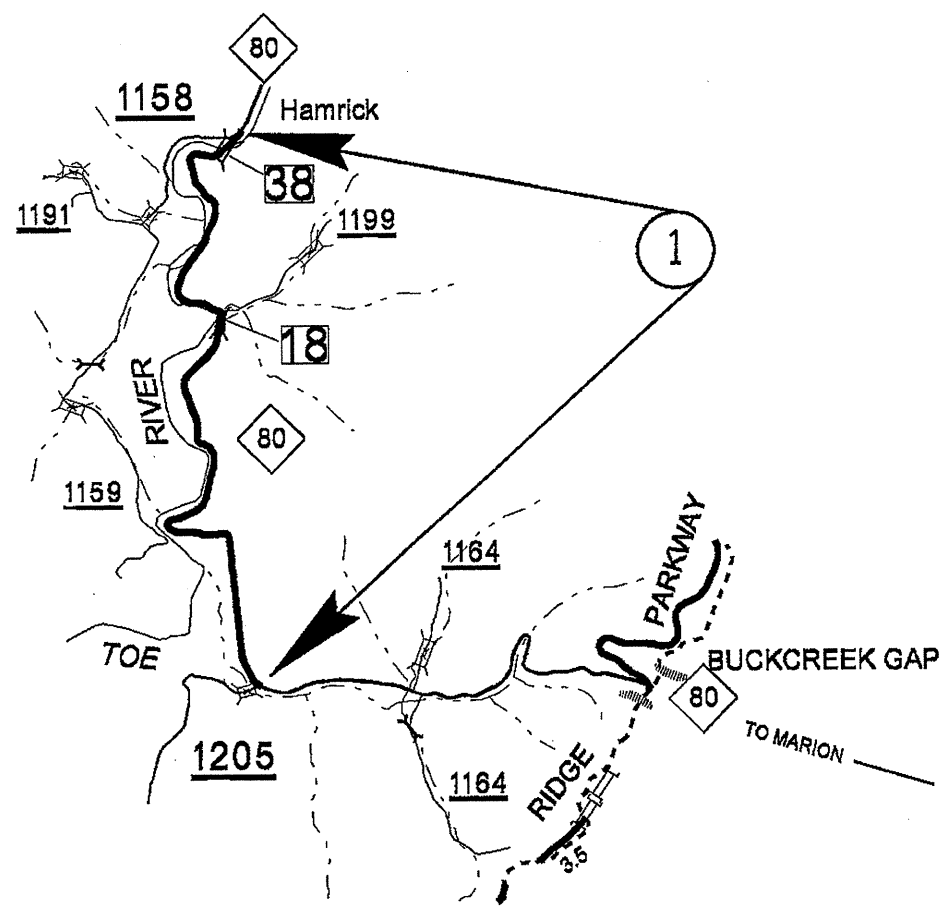 80
1158
Hamrick
38
1191
1199
1
18
RIVER
80
1159
1164
PARKWAY
TOE
BUCKCREEK GAP
80
1205
TO MARION
1164
RIDGE
3.5